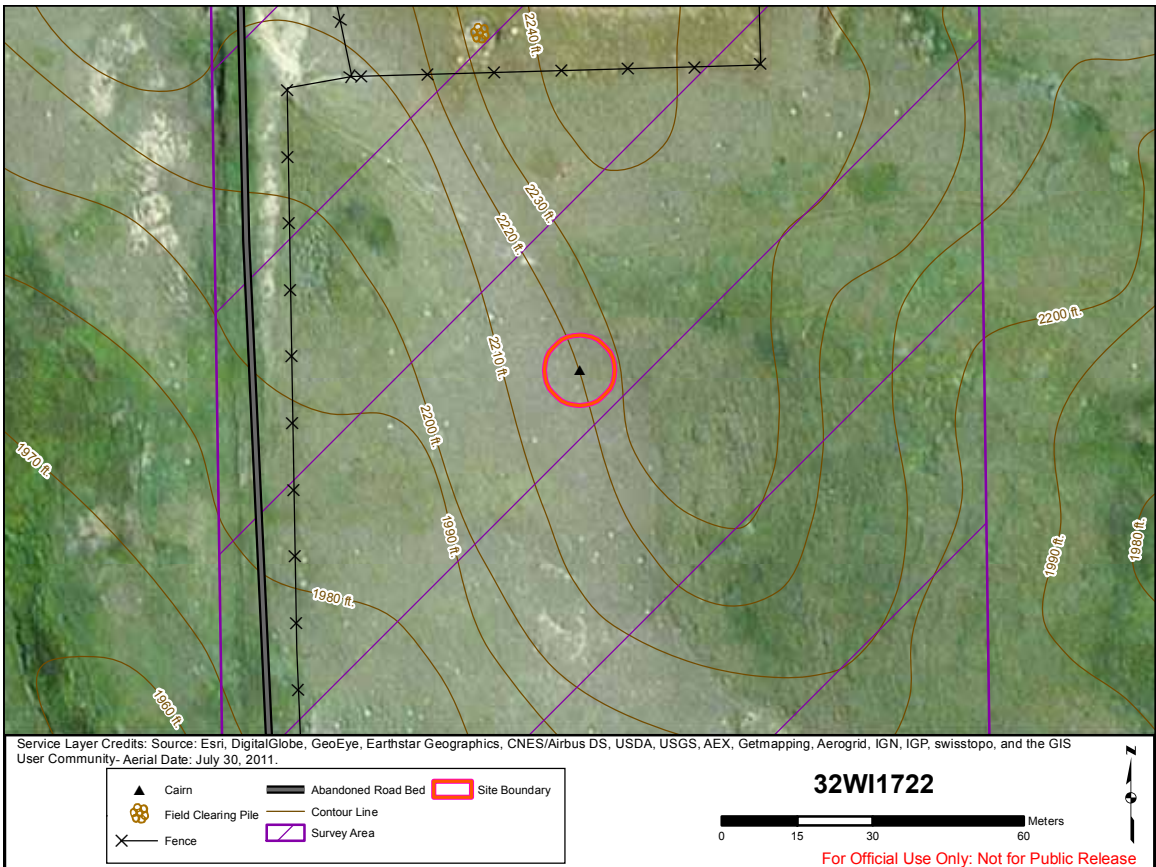 2240 ft.
2230 ft.
2220 ft.
2210 ft.
2200 ft.
2200 ft.
1970 ft.
1990 ft.
1990 ft.
1980 ft.
1980 ft.
1960 ft.
Service Layer Credits: Source: Esri, DigitalGlobe, GeoEye, Earthstar Geographics, CNES/Airbus DS, USDA, USGS, AEX, Getmapping, Aerogrid, IGN, IGP, swisstopo, and the GIS
User Community- Aerial Date: July 30, 2011.
Cairn
Field Clearing Pile
Fence
Abandoned Road Bed
Contour Line
Survey Area
Site Boundary
32WI1722
Meters
0 15 30 60
N
For Official Use Only: Not for Public Release